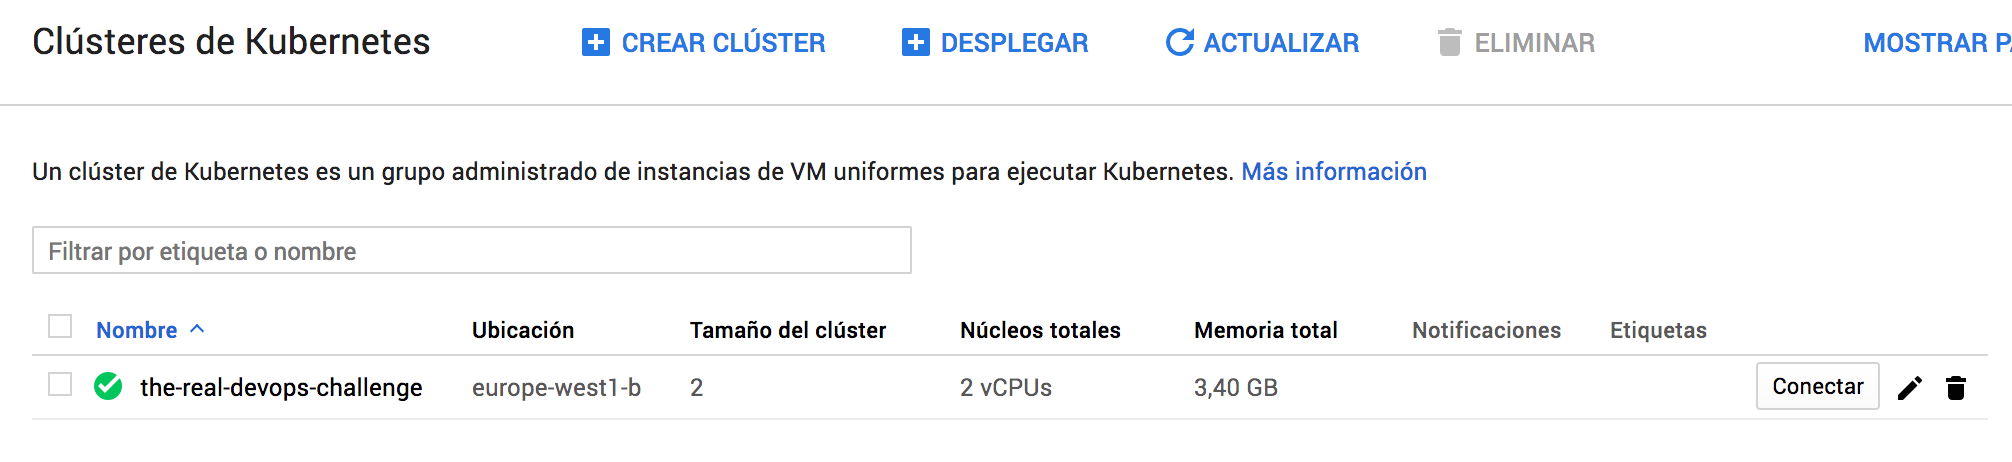 Clústeres de Kubernetes CREAR CLÚSTER DESPLEGAR ACTUALIZAR ELIMINAR MOSTRAR
Un clúster de Kubernetes es un grupo administrado de instancias de VM uniformes para ejecutar Kubernetes. Más información
Filtrar por etiqueta o nombre
Nombre Ubicación Tamaño del clúster Núcleos totales Memoria total Notificaciones Etiquetas
the-real-devops-challenge europe-west1-b 2 2 vCPUs 3,40 GB Conectar